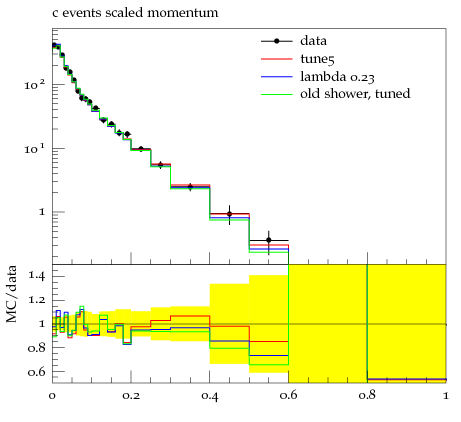 c events scaled momentum
data
tune5
lambda 0.23
old shower, tuned
10²
10¹
1
MC/data
1.4
1.2
1
0.8
0.6
0 0.2 0.4 0.6 0.8 1